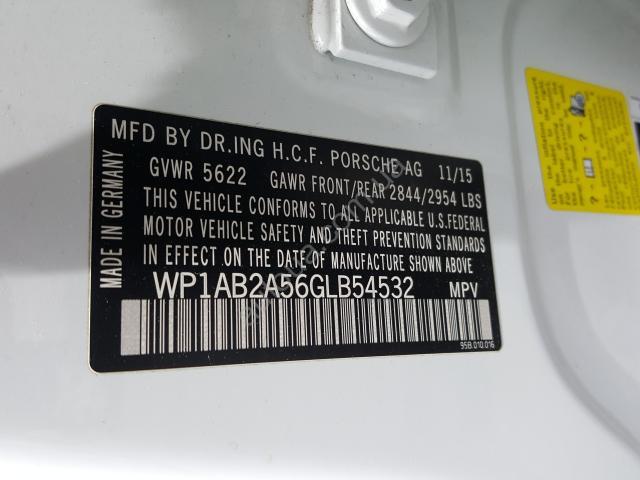 MFD BY DR.ING H.C.F. PORSCHE AG 11/15
GVWR 5622 GAWR FRONT/REAR 2844/2954 LBS
THIS VEHICLE CONFORMS TO ALL APPLICABLE U.S.FEDERAL
MOTOR VEHICLE SAFETY AND THEFT PREVENTION STANDARDS
IN EFFECT ON THE DATE OF MANUFACTURE SHOWN ABOVE.
WP1AB2A56GLB54532 MPV
95B.010.016
MADE IN GERMANY